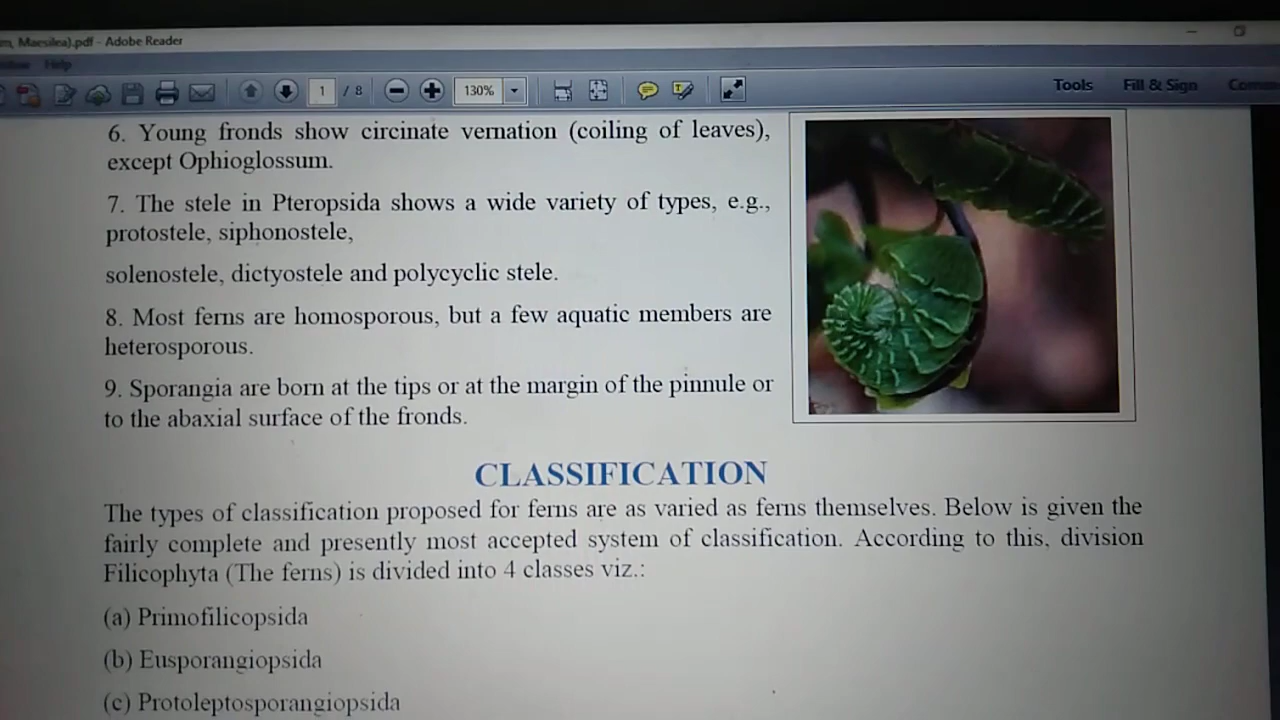 m, Maesilea).pdf - Adobe Reader
Help
1 / 8
130%
Tools Fill & Sign
6. Young fronds show circinate vernation (coiling of leaves),
except Ophioglossum.
7. The stele in Pteropsida shows a wide variety of types, e.g.,
protostele, siphonostele,
solenostele, dictyostele and polycyclic stele.
8. Most ferns are homosporous, but a few aquatic members are
heterosporous.
9. Sporangia are born at the tips or at the margin of the pinnule or
to the abaxial surface of the fronds.
CLASSIFICATION
The types of classification proposed for ferns are as varied as ferns themselves. Below is given the
fairly complete and presently most accepted system of classification. According to this, division
Filicophyta (The ferns) is divided into 4 classes viz.:
(a) Primofilicopsida
(b) Eusporangiopsida
(c) Protoleptosporangiopsida